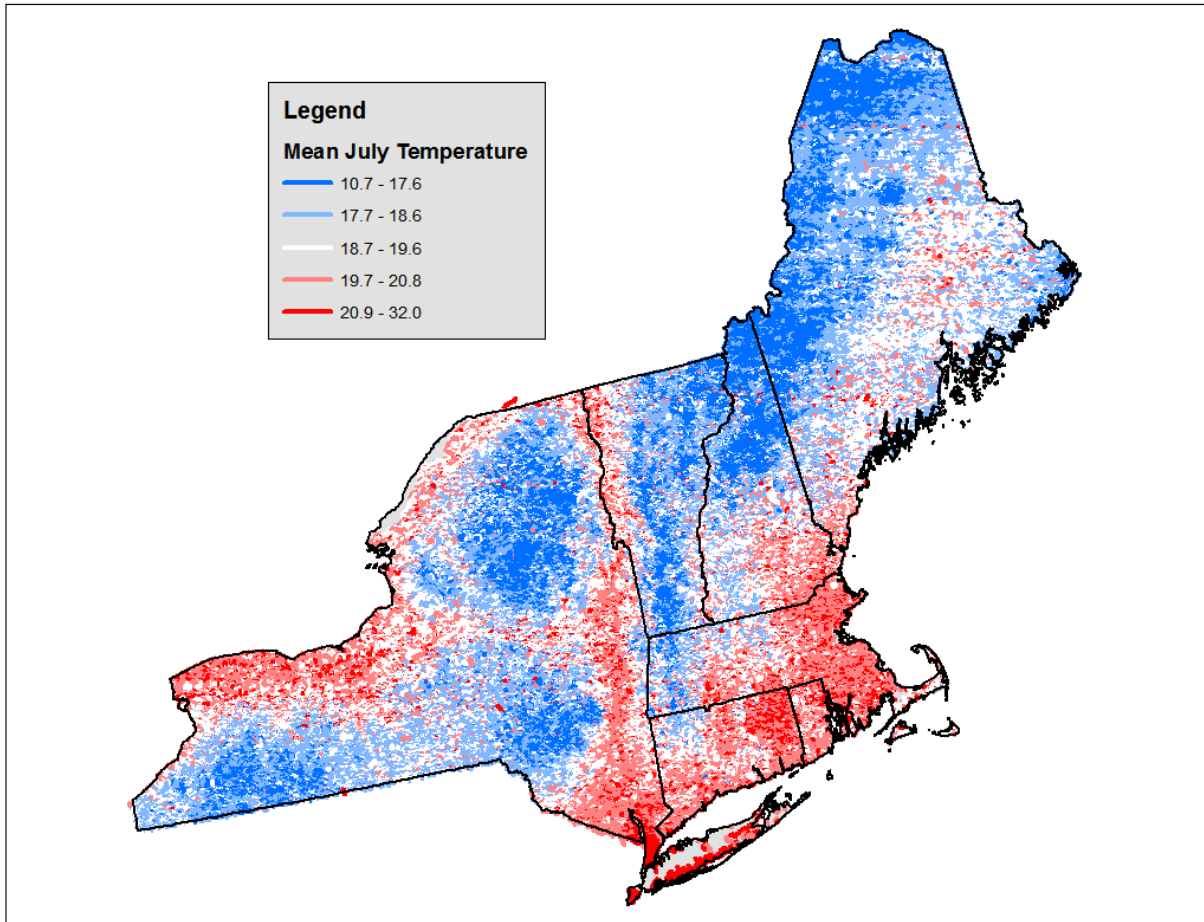 Legend
Mean July Temperature
10.7 - 17.6
17.7 - 18.6
18.7 - 19.6
19.7 - 20.8
20.9 - 32.0